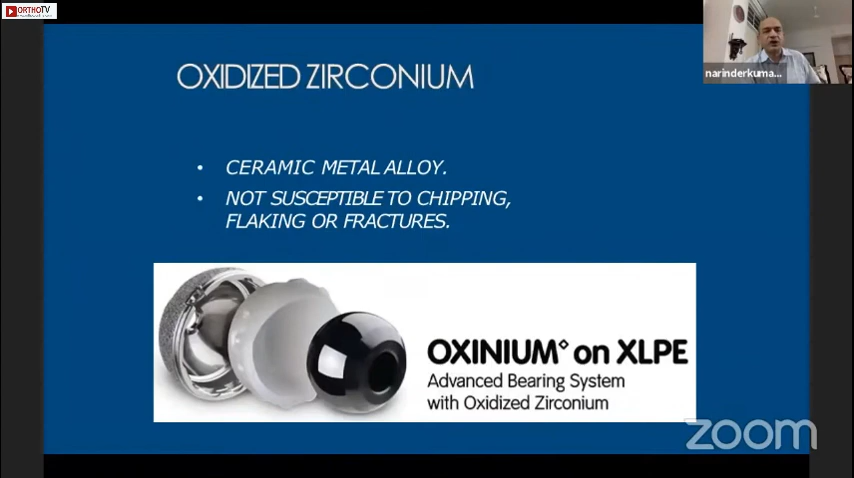 ORTHOTV
narinderkuma...
OXIDIZED ZIRCONIUM
• CERAMIC METAL ALLOY.
• NOT SUSCEPTIBLE TO CHIPPING,
FLAKING OR FRACTURES.
OXINIUM◊ on XLPE
Advanced Bearing System
with Oxidized Zirconium
zoom